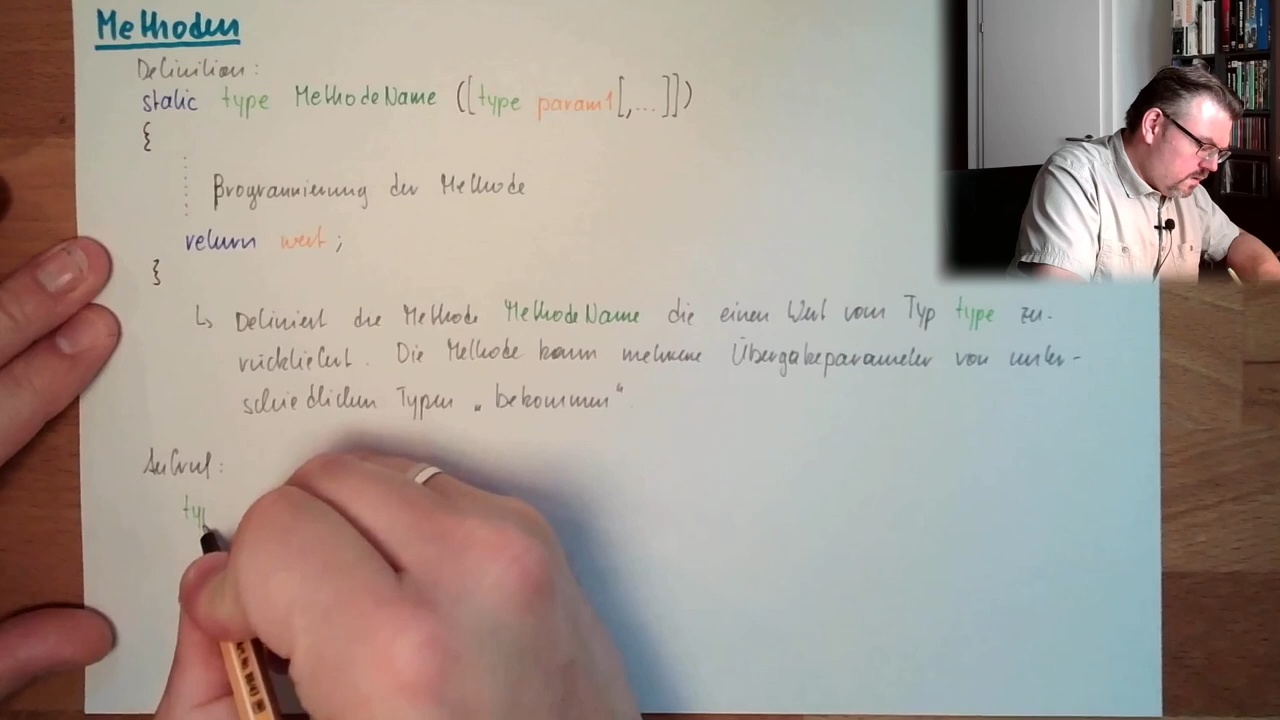 Methoden
Definition:
static type MethodeName ([type param1[,...]])
{
Programmierung der Methode
return wert;
}
↳ Definiert die Methode MethodeName die einen Wert vom Typ type zu-
rückliefert. Die Methode kann mehrere Übergabeparameter von unter-
schiedlichen Typen „bekommen“
Aufruf:
typ